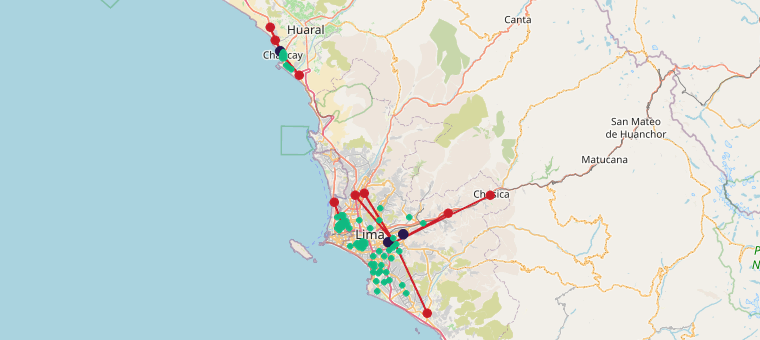 Canta
Huaral
Chancay
San Mateo
de Huanchor
Matucana
Chosica
Lima